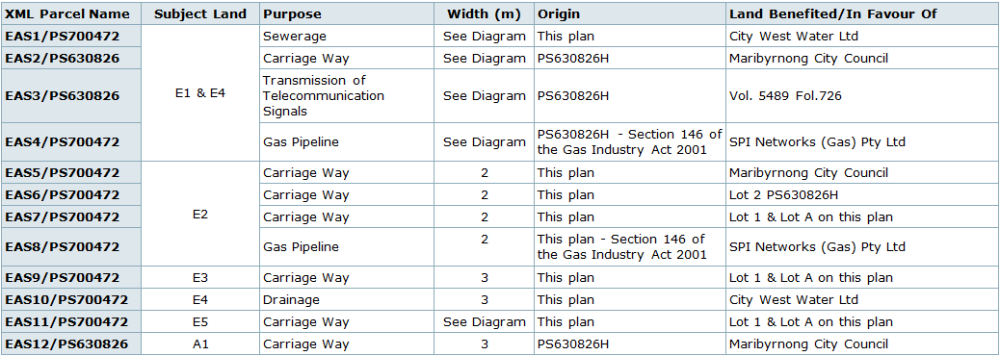 XML Parcel Name Subject Land Purpose Width (m) Origin Land Benefited/In Favour Of
EAS1/PS700472 E1 & E4 Sewerage See Diagram This plan City West Water Ltd
EAS2/PS630826 Carriage Way See Diagram PS630826H Maribyrnong City Council
EAS3/PS630826 Transmission of
Telecommunication
Signals See Diagram PS630826H Vol. 5489 Fol.726
EAS4/PS700472 Gas Pipeline See Diagram PS630826H - Section 146 of
the Gas Industry Act 2001 SPI Networks (Gas) Pty Ltd
EAS5/PS700472 E2 Carriage Way 2 This plan Maribyrnong City Council
EAS6/PS700472 Carriage Way 2 This plan Lot 2 PS630826H
EAS7/PS700472 Carriage Way 2 This plan Lot 1 & Lot A on this plan
EAS8/PS700472 Gas Pipeline 2 This plan - Section 146 of
the Gas Industry Act 2001 SPI Networks (Gas) Pty Ltd
EAS9/PS700472 E3 Carriage Way 3 This plan Lot 1 & Lot A on this plan
EAS10/PS700472 E4 Drainage 3 This plan City West Water Ltd
EAS11/PS700472 E5 Carriage Way See Diagram This plan Lot 1 & Lot A on this plan
EAS12/PS630826 A1 Carriage Way 3 PS630826H Maribyrnong City Council